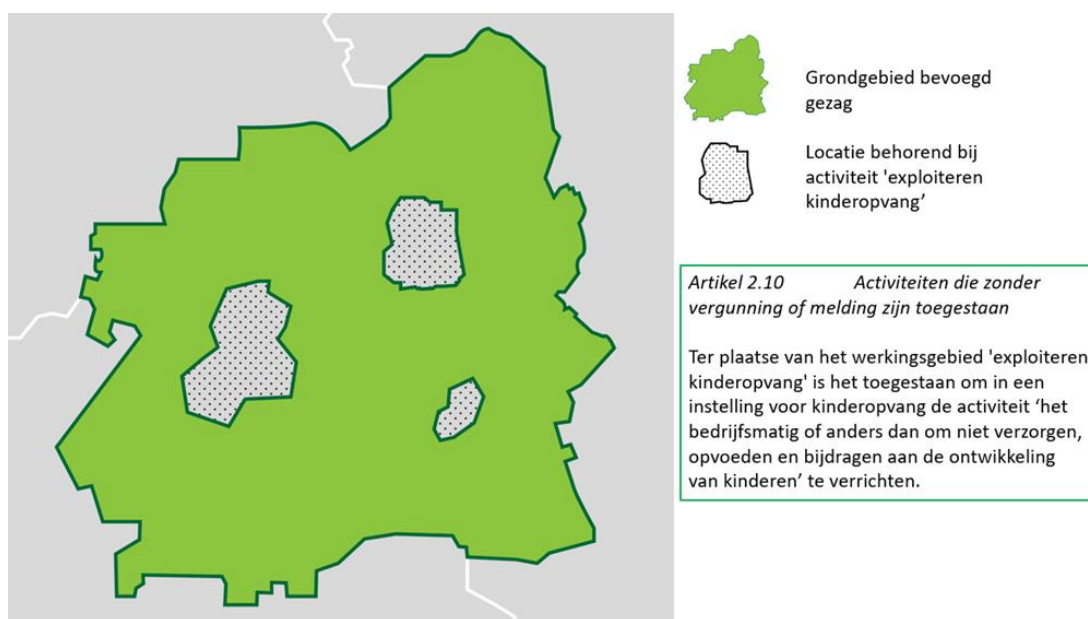 Grondgebied bevoegd
gezag
Locatie behorend bij
activiteit 'exploiteren
kinderopvang’
Artikel 2.10 Activiteiten die zonder
vergunning of melding zijn toegestaan
Ter plaatse van het werkingsgebied 'exploiteren
kinderopvang' is het toegestaan om in een
instelling voor kinderopvang de activiteit ‘het
bedrijfsmatig of anders dan om niet verzorgen,
opvoeden en bijdragen aan de ontwikkeling
van kinderen’ te verrichten.